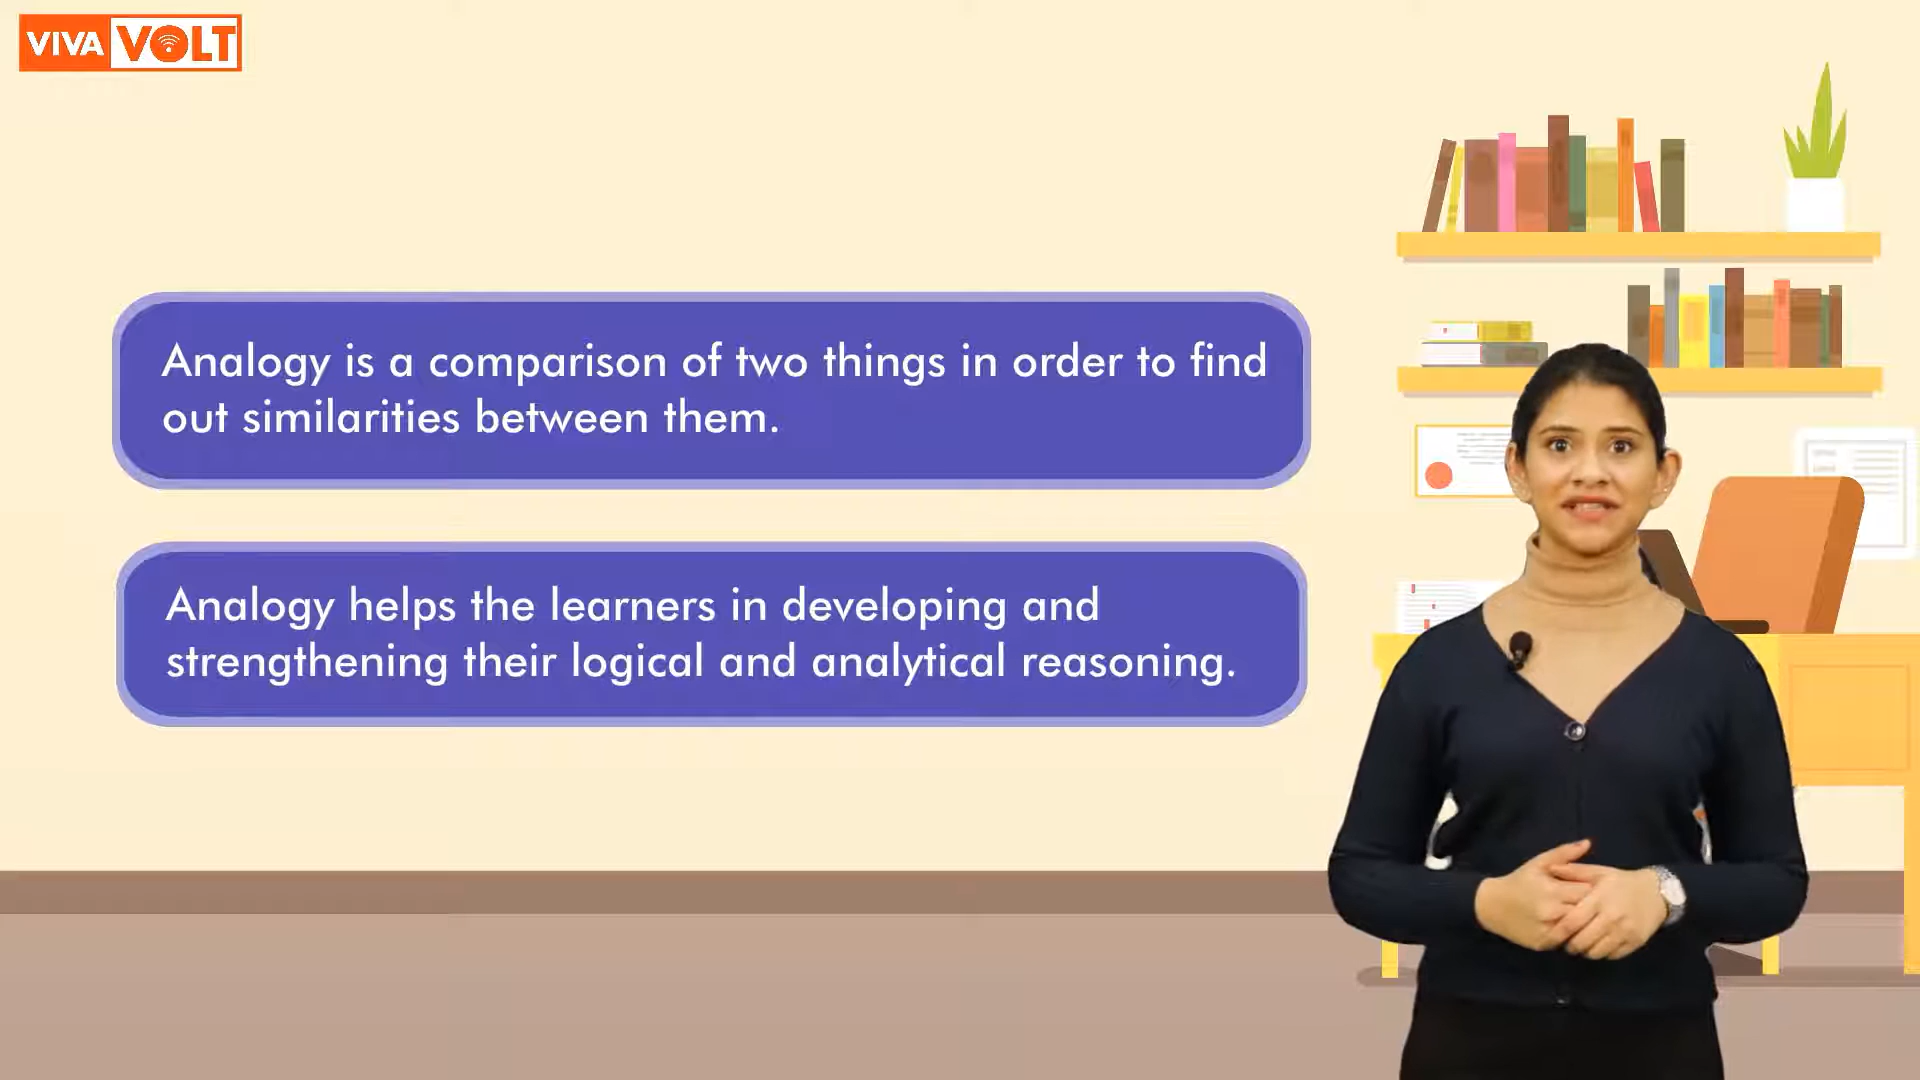 VIVA VOLT
Analogy is a comparison of two things in order to find
out similarities between them.
Analogy helps the learners in developing and
strengthening their logical and analytical reasoning.